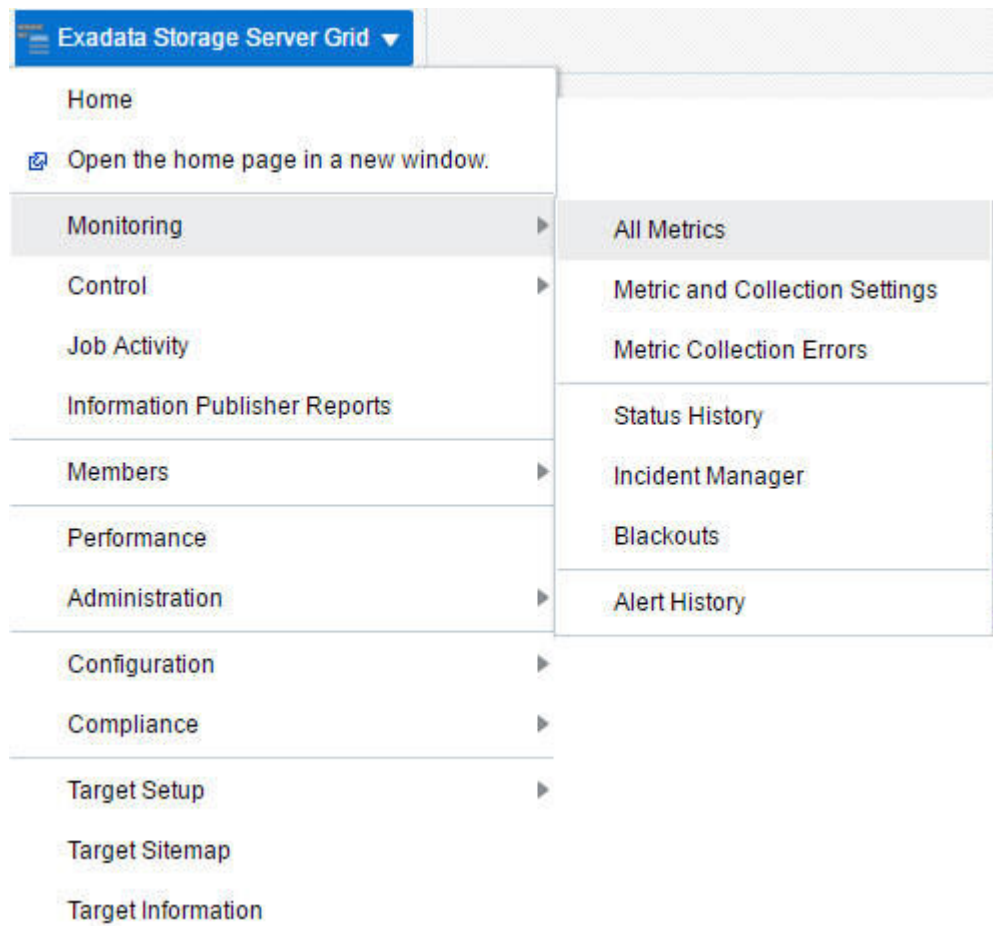 Exadata Storage Server Grid
Home
Open the home page in a new window.
Monitoring
Control
Job Activity
Information Publisher Reports
Members
Performance
Administration
Configuration
Compliance
Target Setup
Target Sitemap
Target Information
All Metrics
Metric and Collection Settings
Metric Collection Errors
Status History
Incident Manager
Blackouts
Alert History